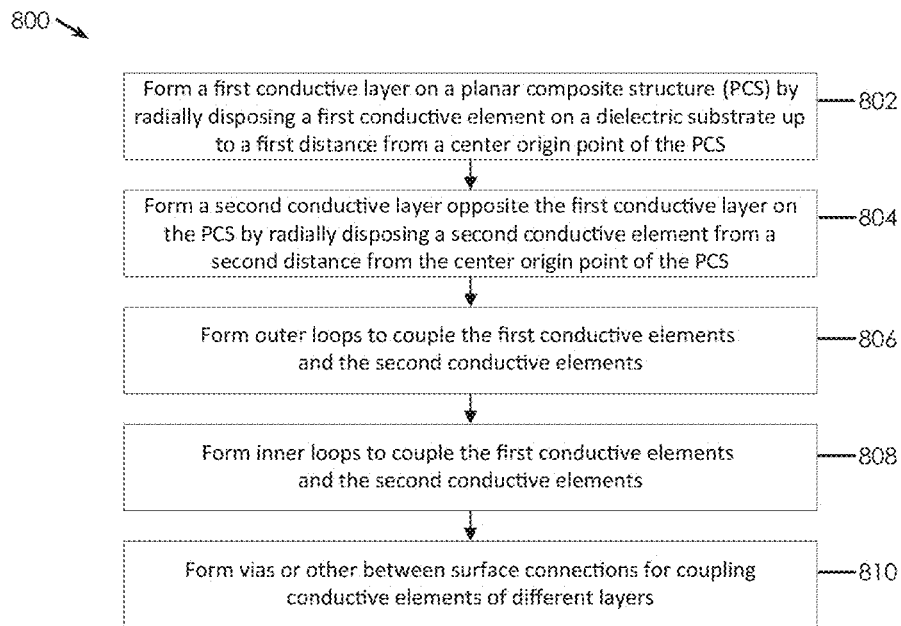 800
Form a first conductive layer on a planar composite structure (PCS) by
radially disposing a first conductive element on a dielectric substrate up
to a first distance from a center origin point of the PCS
802
Form a second conductive layer opposite the first conductive layer on
the PCS by radially disposing a second conductive element from a
second distance from the center origin point of the PCS
804
Form outer loops to couple the first conductive elements
and the second conductive elements
806
Form inner loops to couple the first conductive elements
and the second conductive elements
808
Form vias or other between surface connections for coupling
conductive elements of different layers
810